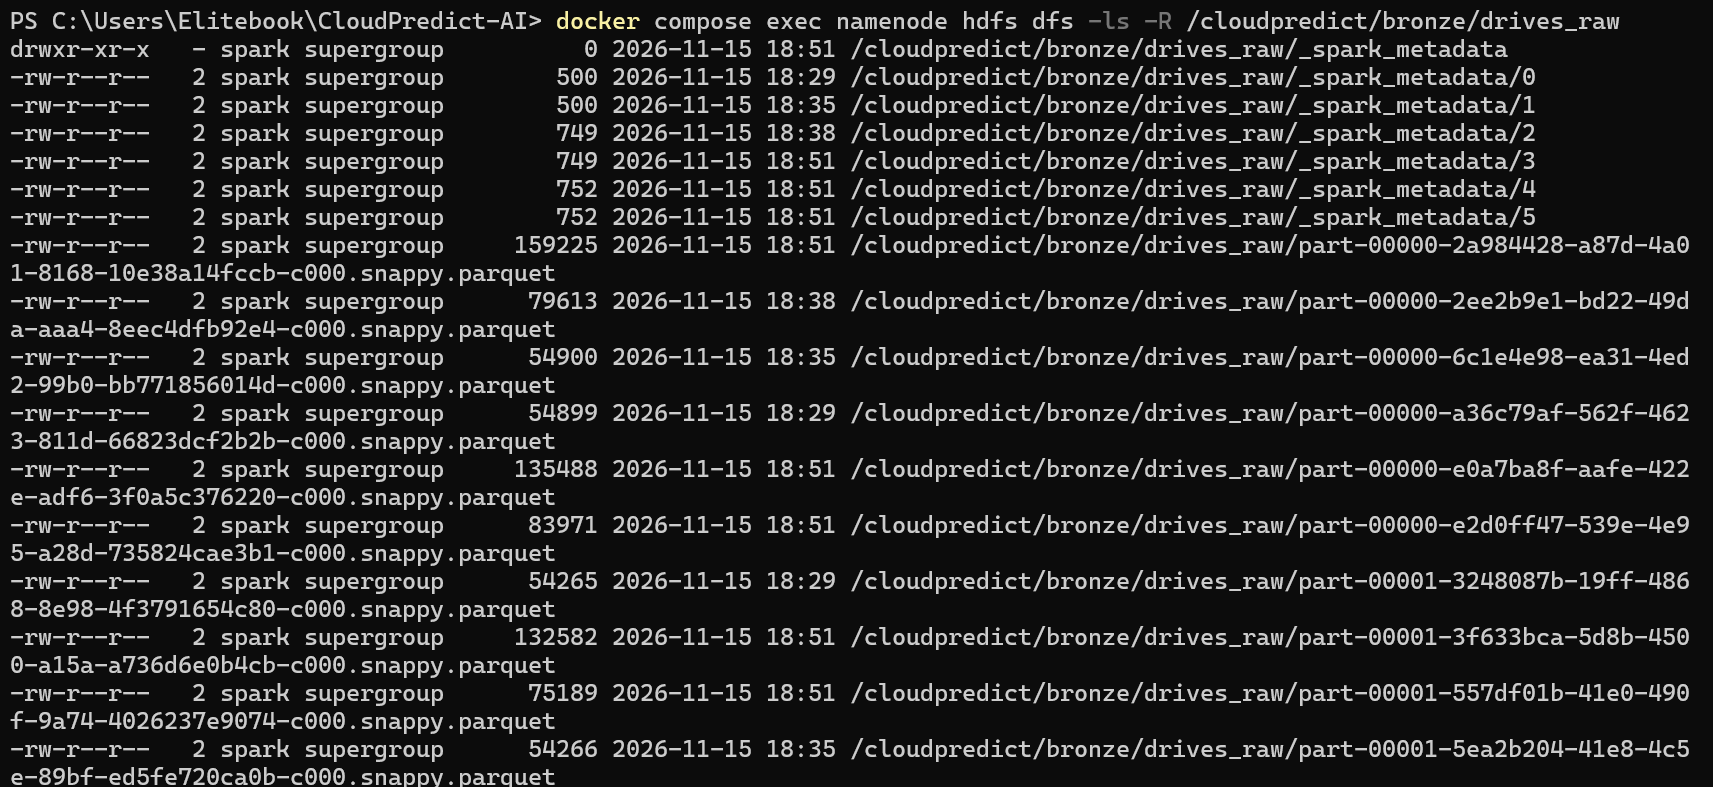 PS C:\Users\Elitebook\CloudPredict-AI> docker compose exec namenode hdfs dfs -ls -R /cloudpredict/bronze/drives_raw
drwxr-xr-x   - spark supergroup          0 2026-11-15 18:51 /cloudpredict/bronze/drives_raw/_spark_metadata
-rw-r--r--   2 spark supergroup        500 2026-11-15 18:29 /cloudpredict/bronze/drives_raw/_spark_metadata/0
-rw-r--r--   2 spark supergroup        500 2026-11-15 18:35 /cloudpredict/bronze/drives_raw/_spark_metadata/1
-rw-r--r--   2 spark supergroup        749 2026-11-15 18:38 /cloudpredict/bronze/drives_raw/_spark_metadata/2
-rw-r--r--   2 spark supergroup        749 2026-11-15 18:51 /cloudpredict/bronze/drives_raw/_spark_metadata/3
-rw-r--r--   2 spark supergroup        752 2026-11-15 18:51 /cloudpredict/bronze/drives_raw/_spark_metadata/4
-rw-r--r--   2 spark supergroup        752 2026-11-15 18:51 /cloudpredict/bronze/drives_raw/_spark_metadata/5
-rw-r--r--   2 spark supergroup     159225 2026-11-15 18:51 /cloudpredict/bronze/drives_raw/part-00000-2a984428-a87d-4a0
1-8168-10e38a14fccb-c000.snappy.parquet
-rw-r--r--   2 spark supergroup      79613 2026-11-15 18:38 /cloudpredict/bronze/drives_raw/part-00000-2ee2b9e1-bd22-49d
a-aaa4-8eec4dfb92e4-c000.snappy.parquet
-rw-r--r--   2 spark supergroup      54900 2026-11-15 18:35 /cloudpredict/bronze/drives_raw/part-00000-6c1e4e98-ea31-4ed
2-99b0-bb771856014d-c000.snappy.parquet
-rw-r--r--   2 spark supergroup      54899 2026-11-15 18:29 /cloudpredict/bronze/drives_raw/part-00000-a36c79af-562f-462
3-811d-66823dcf2b2b-c000.snappy.parquet
-rw-r--r--   2 spark supergroup     135488 2026-11-15 18:51 /cloudpredict/bronze/drives_raw/part-00000-e0a7ba8f-aafe-422
e-adf6-3f0a5c376220-c000.snappy.parquet
-rw-r--r--   2 spark supergroup      83971 2026-11-15 18:51 /cloudpredict/bronze/drives_raw/part-00000-e2d0ff47-539e-4e9
5-a28d-735824cae3b1-c000.snappy.parquet
-rw-r--r--   2 spark supergroup      54265 2026-11-15 18:29 /cloudpredict/bronze/drives_raw/part-00001-3248087b-19ff-486
8-8e98-4f3791654c80-c000.snappy.parquet
-rw-r--r--   2 spark supergroup     132582 2026-11-15 18:51 /cloudpredict/bronze/drives_raw/part-00001-3f633bca-5d8b-450
0-a15a-a736d6e0b4cb-c000.snappy.parquet
-rw-r--r--   2 spark supergroup      75189 2026-11-15 18:51 /cloudpredict/bronze/drives_raw/part-00001-557df01b-41e0-490
f-9a74-4026237e9074-c000.snappy.parquet
-rw-r--r--   2 spark supergroup      54266 2026-11-15 18:35 /cloudpredict/bronze/drives_raw/part-00001-5ea2b204-41e8-4c5
e-89bf-ed5fe720ca0b-c000.snappy.parquet